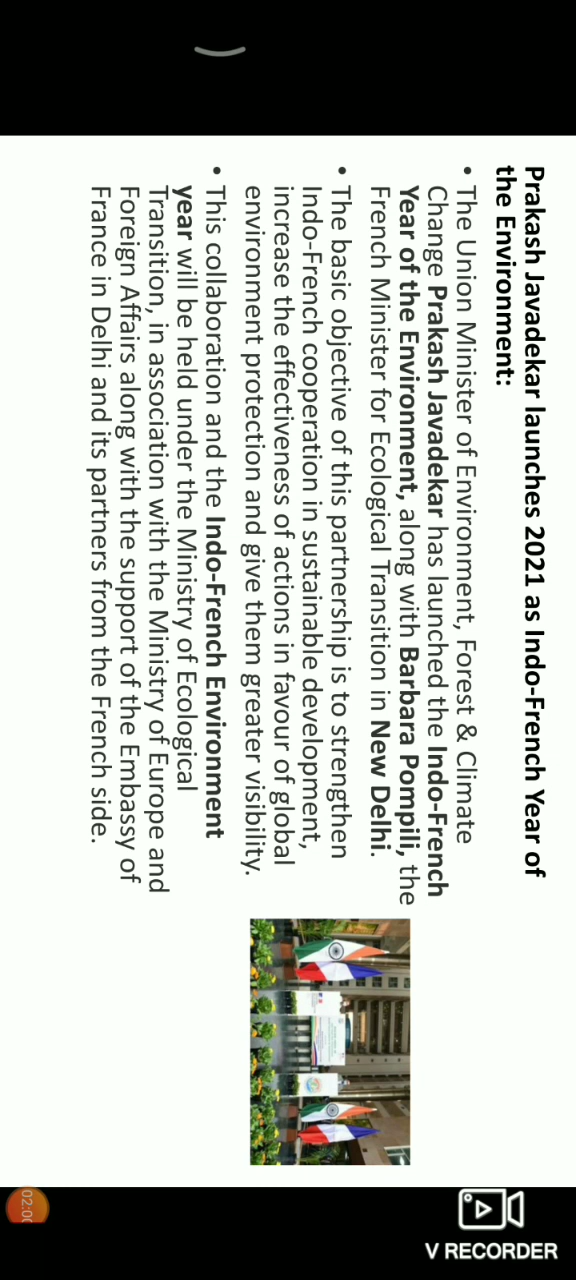 Prakash Javadekar launches 2021 as Indo-French Year of
the Environment:
• The Union Minister of Environment, Forest & Climate
Change Prakash Javadekar has launched the Indo-French
Year of the Environment, along with Barbara Pompili, the
French Minister for Ecological Transition in New Delhi.
• The basic objective of this partnership is to strengthen
Indo-French cooperation in sustainable development,
increase the effectiveness of actions in favour of global
environment protection and give them greater visibility.
• This collaboration and the Indo-French Environment
year will be held under the Ministry of Ecological
Transition, in association with the Ministry of Europe and
Foreign Affairs along with the support of the Embassy of
France in Delhi and its partners from the French side.
V RECORDER